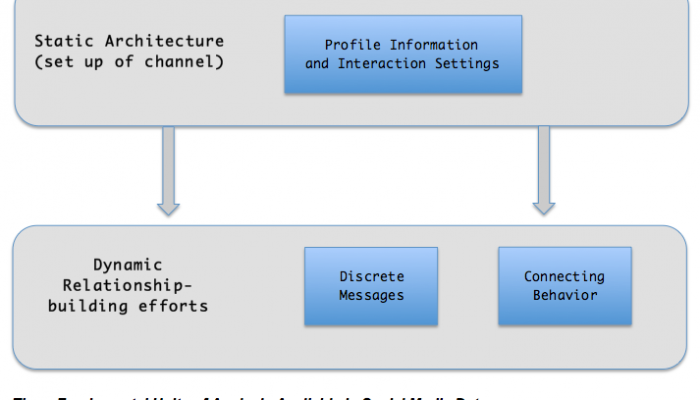 Static Architecture
(set up of channel)
Profile Information
and Interaction Settings
Dynamic
Relationship-
building efforts
Discrete
Messages
Connecting
Behavior